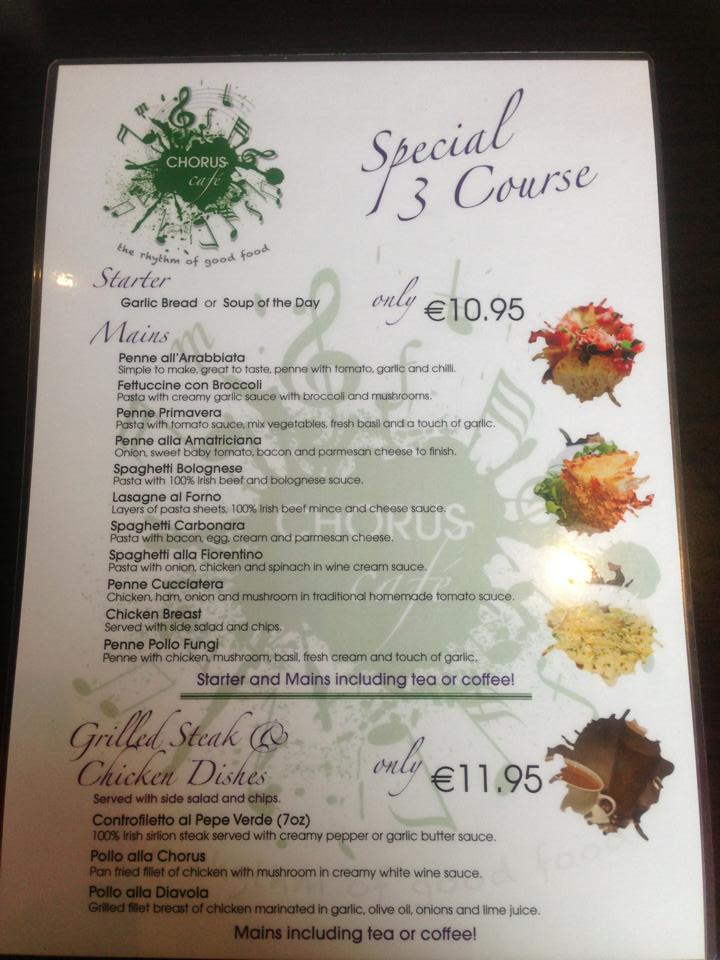 CHORUS
café
the rhythm of good food
Special
3 Course
Starter
Garlic Bread or Soup of the Day
only €10.95
Mains
Penne all'Arrabbiata
Simple to make, great to taste, penne with tomato, garlic and chilli.
Fettuccine con Broccoli
Pasta with creamy garlic sauce with broccoli and mushrooms.
Penne Primavera
Pasta with tomato sauce, mix vegetables, fresh basil and a touch of garlic.
Penne alla Amatriciana
Onion, sweet baby tomato, bacon and parmesan cheese to finish.
Spaghetti Bolognese
Pasta with 100% Irish beef and bolognese sauce.
Lasagne al Forno
Layers of pasta sheets, 100% Irish beef mince and cheese sauce.
Spaghetti Carbonara
Pasta with bacon, egg, cream and parmesan cheese.
Spaghetti alla Fiorentino
Pasta with onion, chicken and spinach in wine cream sauce.
Penne Cucciatera
Chicken, ham, onion and mushroom in traditional homemade tomato sauce.
Chicken Breast
Served with side salad and chips.
Penne Pollo Fungi
Penne with chicken, mushroom, basil, fresh cream and touch of garlic.
CHORUS
café
Starter and Mains including tea or coffee!
Grilled Steak &
Chicken Dishes
only €11.95
Served with side salad and chips.
Controfiletto al Pepe Verde (7oz)
100% Irish sirlion steak served with creamy pepper or garlic butter sauce.
Pollo alla Chorus
Pan fried fillet of chicken with mushroom in creamy white wine sauce.
rhythm of good food
Pollo alla Diavola
Grilled fillet breast of chicken marinated in garlic, olive oil, onions and lime juice.
Mains including tea or coffee!